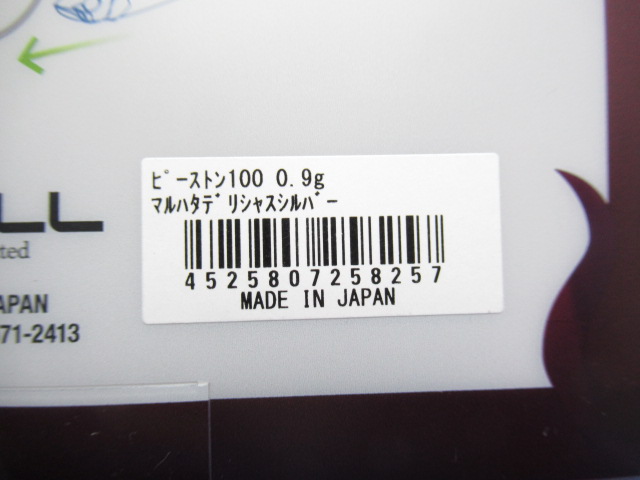 ﾋﾟｰｽﾄﾝ100 0.9g
ﾏﾙﾊﾀﾃﾞﾘｼｬｽｼﾙﾊﾞｰ
4525807258257
MADE IN JAPAN
LL
ted
APAN
71-2413